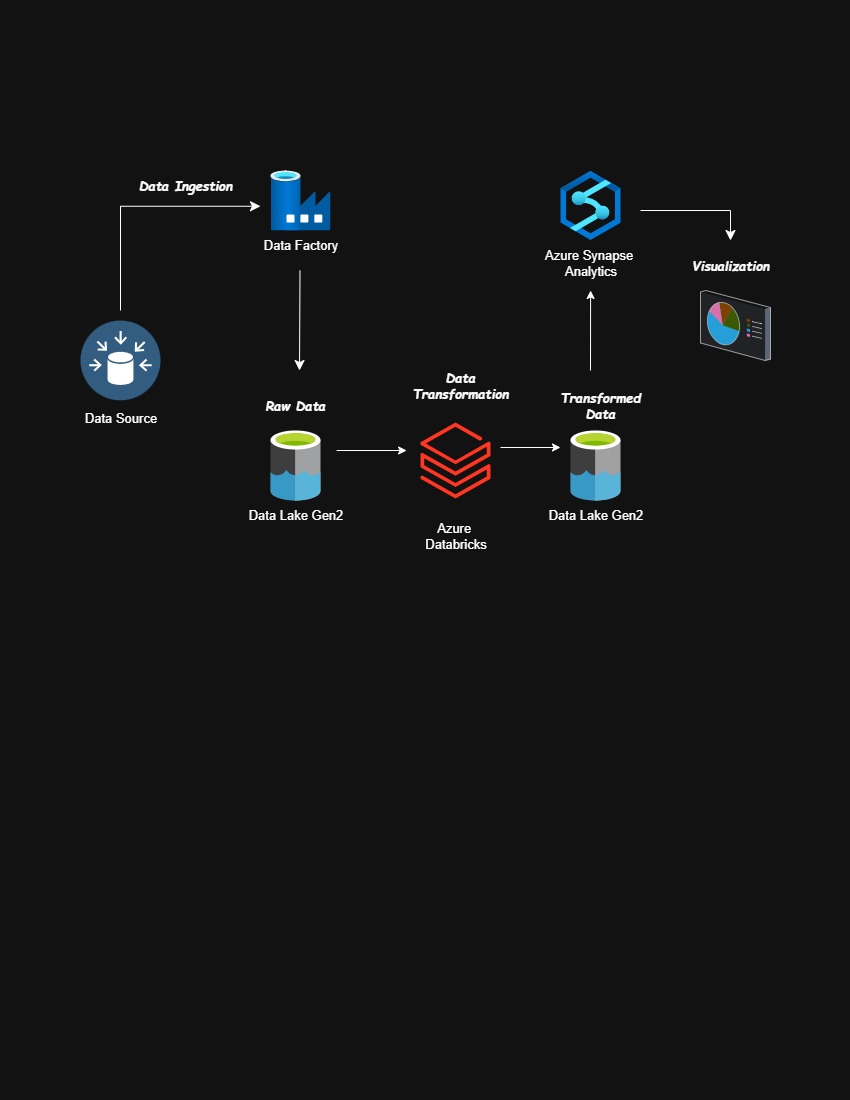 Data Ingestion
Data Factory
Data Source
Raw Data
Data Lake Gen2
Data
Transformation
Azure
Databricks
Transformed
Data
Data Lake Gen2
Azure Synapse
Analytics
Visualization